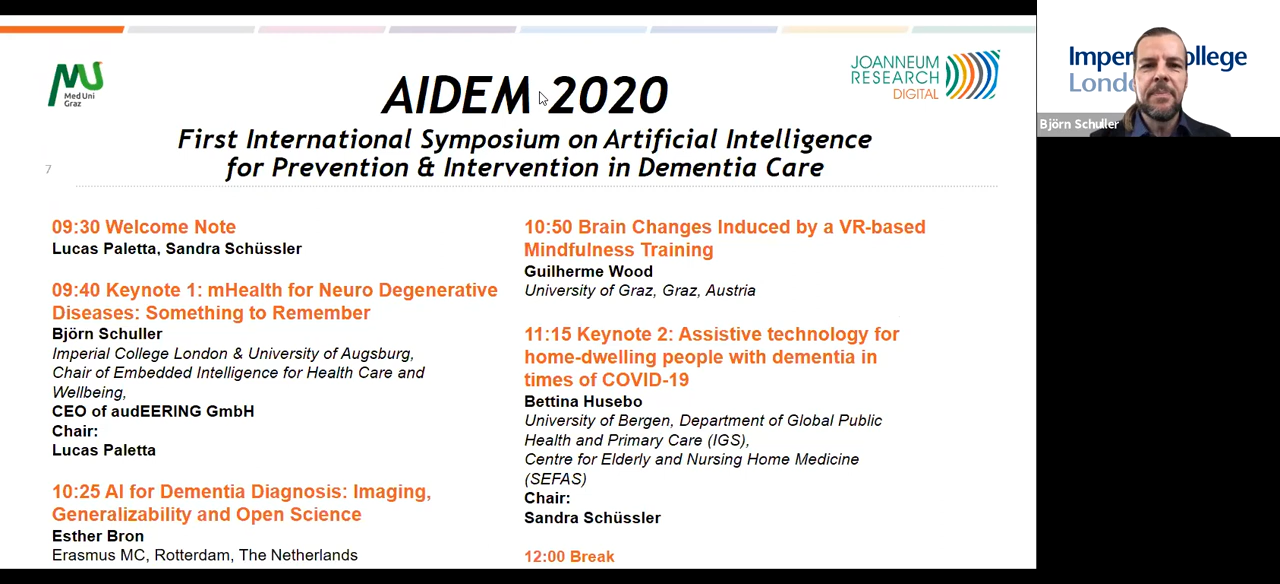 MU
Med Uni
Graz
AIDEM 2020
JOANNEUM
RESEARCH
DIGITAL
First International Symposium on Artificial Intelligence
for Prevention & Intervention in Dementia Care
7
09:30 Welcome Note
Lucas Paletta, Sandra Schüssler
09:40 Keynote 1: mHealth for Neuro Degenerative
Diseases: Something to Remember
Björn Schuller
Imperial College London & University of Augsburg,
Chair of Embedded Intelligence for Health Care and
Wellbeing,
CEO of audEERING GmbH
Chair:
Lucas Paletta
10:25 AI for Dementia Diagnosis: Imaging,
Generalizability and Open Science
Esther Bron
Erasmus MC, Rotterdam, The Netherlands
10:50 Brain Changes Induced by a VR-based
Mindfulness Training
Guilherme Wood
University of Graz, Graz, Austria
11:15 Keynote 2: Assistive technology for
home-dwelling people with dementia in
times of COVID-19
Bettina Husebo
University of Bergen, Department of Global Public
Health and Primary Care (IGS),
Centre for Elderly and Nursing Home Medicine
(SEFAS)
Chair:
Sandra Schüssler
12:00 Break
Imper ollege
Londo
Björn Schuller